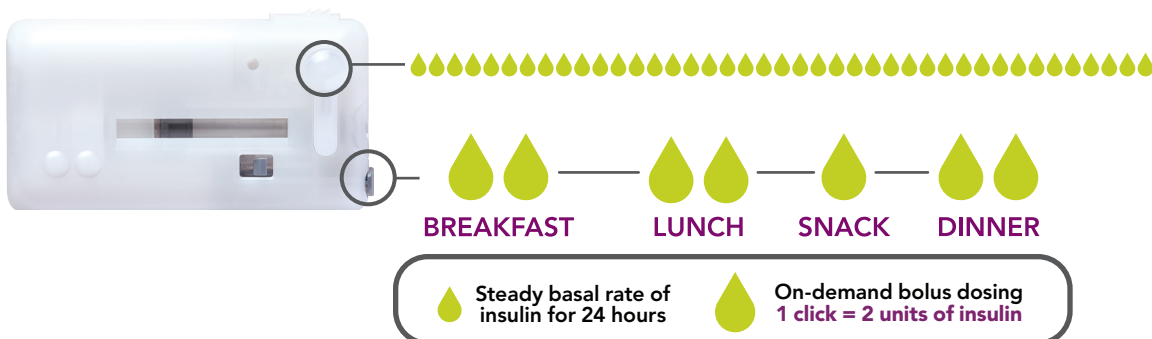 BREAKFAST
LUNCH
SNACK
DINNER
Steady basal rate of
insulin for 24 hours
On-demand bolus dosing
1 click = 2 units of insulin